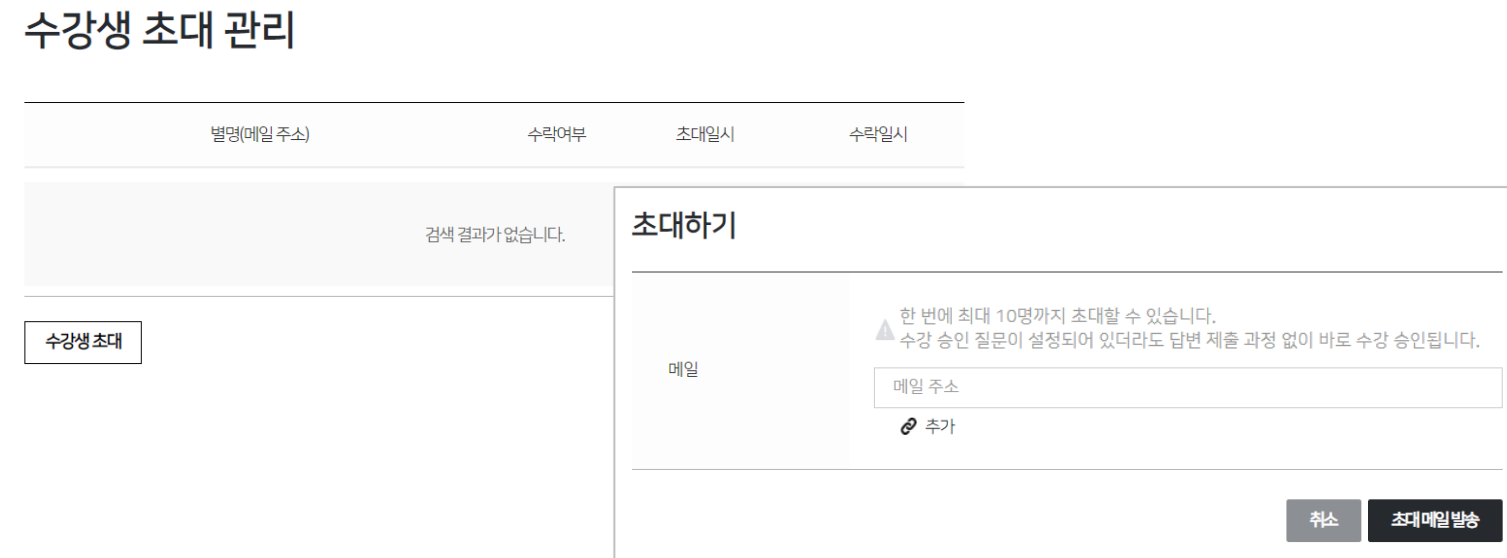 수강생 초대 관리
별명(메일 주소) 수락여부 초대일시 수락일시
검색 결과가 없습니다.
수강생 초대
초대하기
한 번에 최대 10명까지 초대할 수 있습니다.
수강 승인 질문이 설정되어 있더라도 답변 제출 과정 없이 바로 수강 승인됩니다.
메일
메일 주소
추가
취소 초대 메일 발송